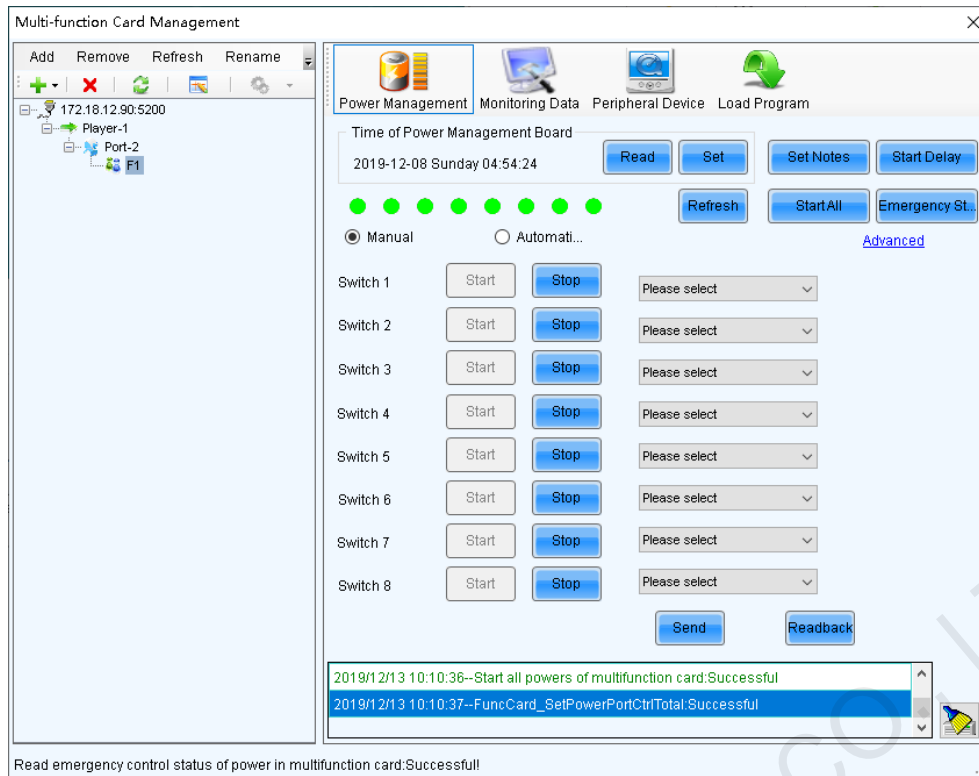 Multi-function Card Management
Add Remove Refresh Rename
172.18.12.90:5200
Player-1
Port-2
F1
Power Management Monitoring Data Peripheral Device Load Program
Time of Power Management Board
2019-12-08 Sunday 04:54:24 Read Set Set Notes Start Delay
Refresh Start All Emergency St...
Manual Automati... Advanced
Switch 1 Start Stop Please select
Switch 2 Start Stop Please select
Switch 3 Start Stop Please select
Switch 4 Start Stop Please select
Switch 5 Start Stop Please select
Switch 6 Start Stop Please select
Switch 7 Start Stop Please select
Switch 8 Start Stop Please select
Send Readback
2019/12/13 10:10:36--Start all powers of multifunction card:Successful
2019/12/13 10:10:37--FuncCard_SetPowerPortCtrlTotal:Successful
Read emergency control status of power in multifunction card:Successful!